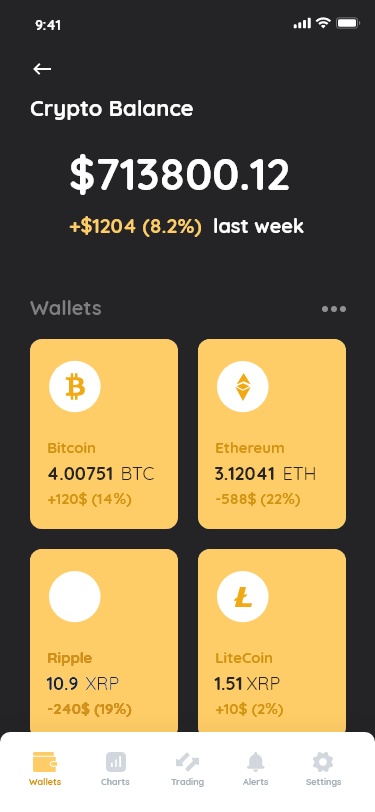 9:41
Crypto Balance
$713800.12
+$1204 (8.2%) last week
Wallets
Bitcoin
4.00751 BTC
+120$ (14%)
Ethereum
3.12041 ETH
-588$ (22%)
Ripple
10.9 XRP
-240$ (19%)
LiteCoin
1.51 XRP
+10$ (2%)
Wallets
Charts
Trading
Alerts
Settings